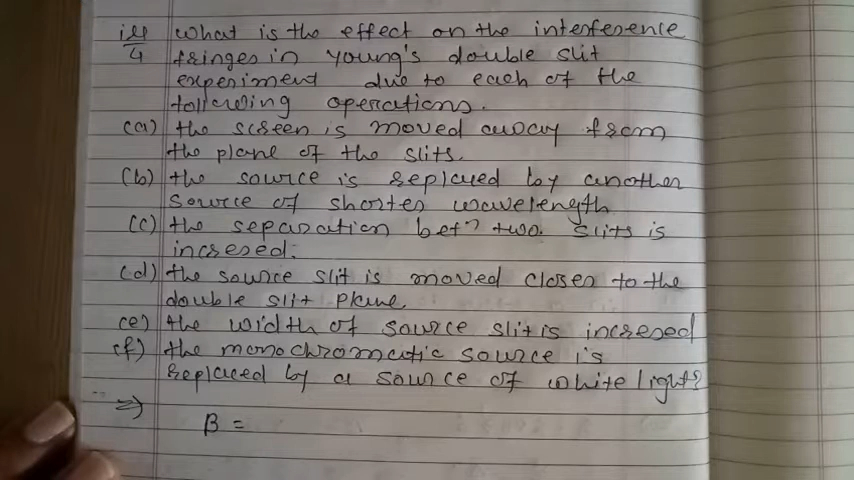 ill
4
what is the effect on the interference
fringes in young's double slit
experiment due to each of the
following operations.
(a) the screen is moved away from
the plane of the slits.
(b) the source is replaced by another
source of shorter wavelength
(c) the separation betn two slits is
incresed.
(d) the source slit is moved closer to the
double slit plane.
(e) the width of source slit is incresed
(f) the monochromatic source is
replaced by a source of white light?
⇒ β =